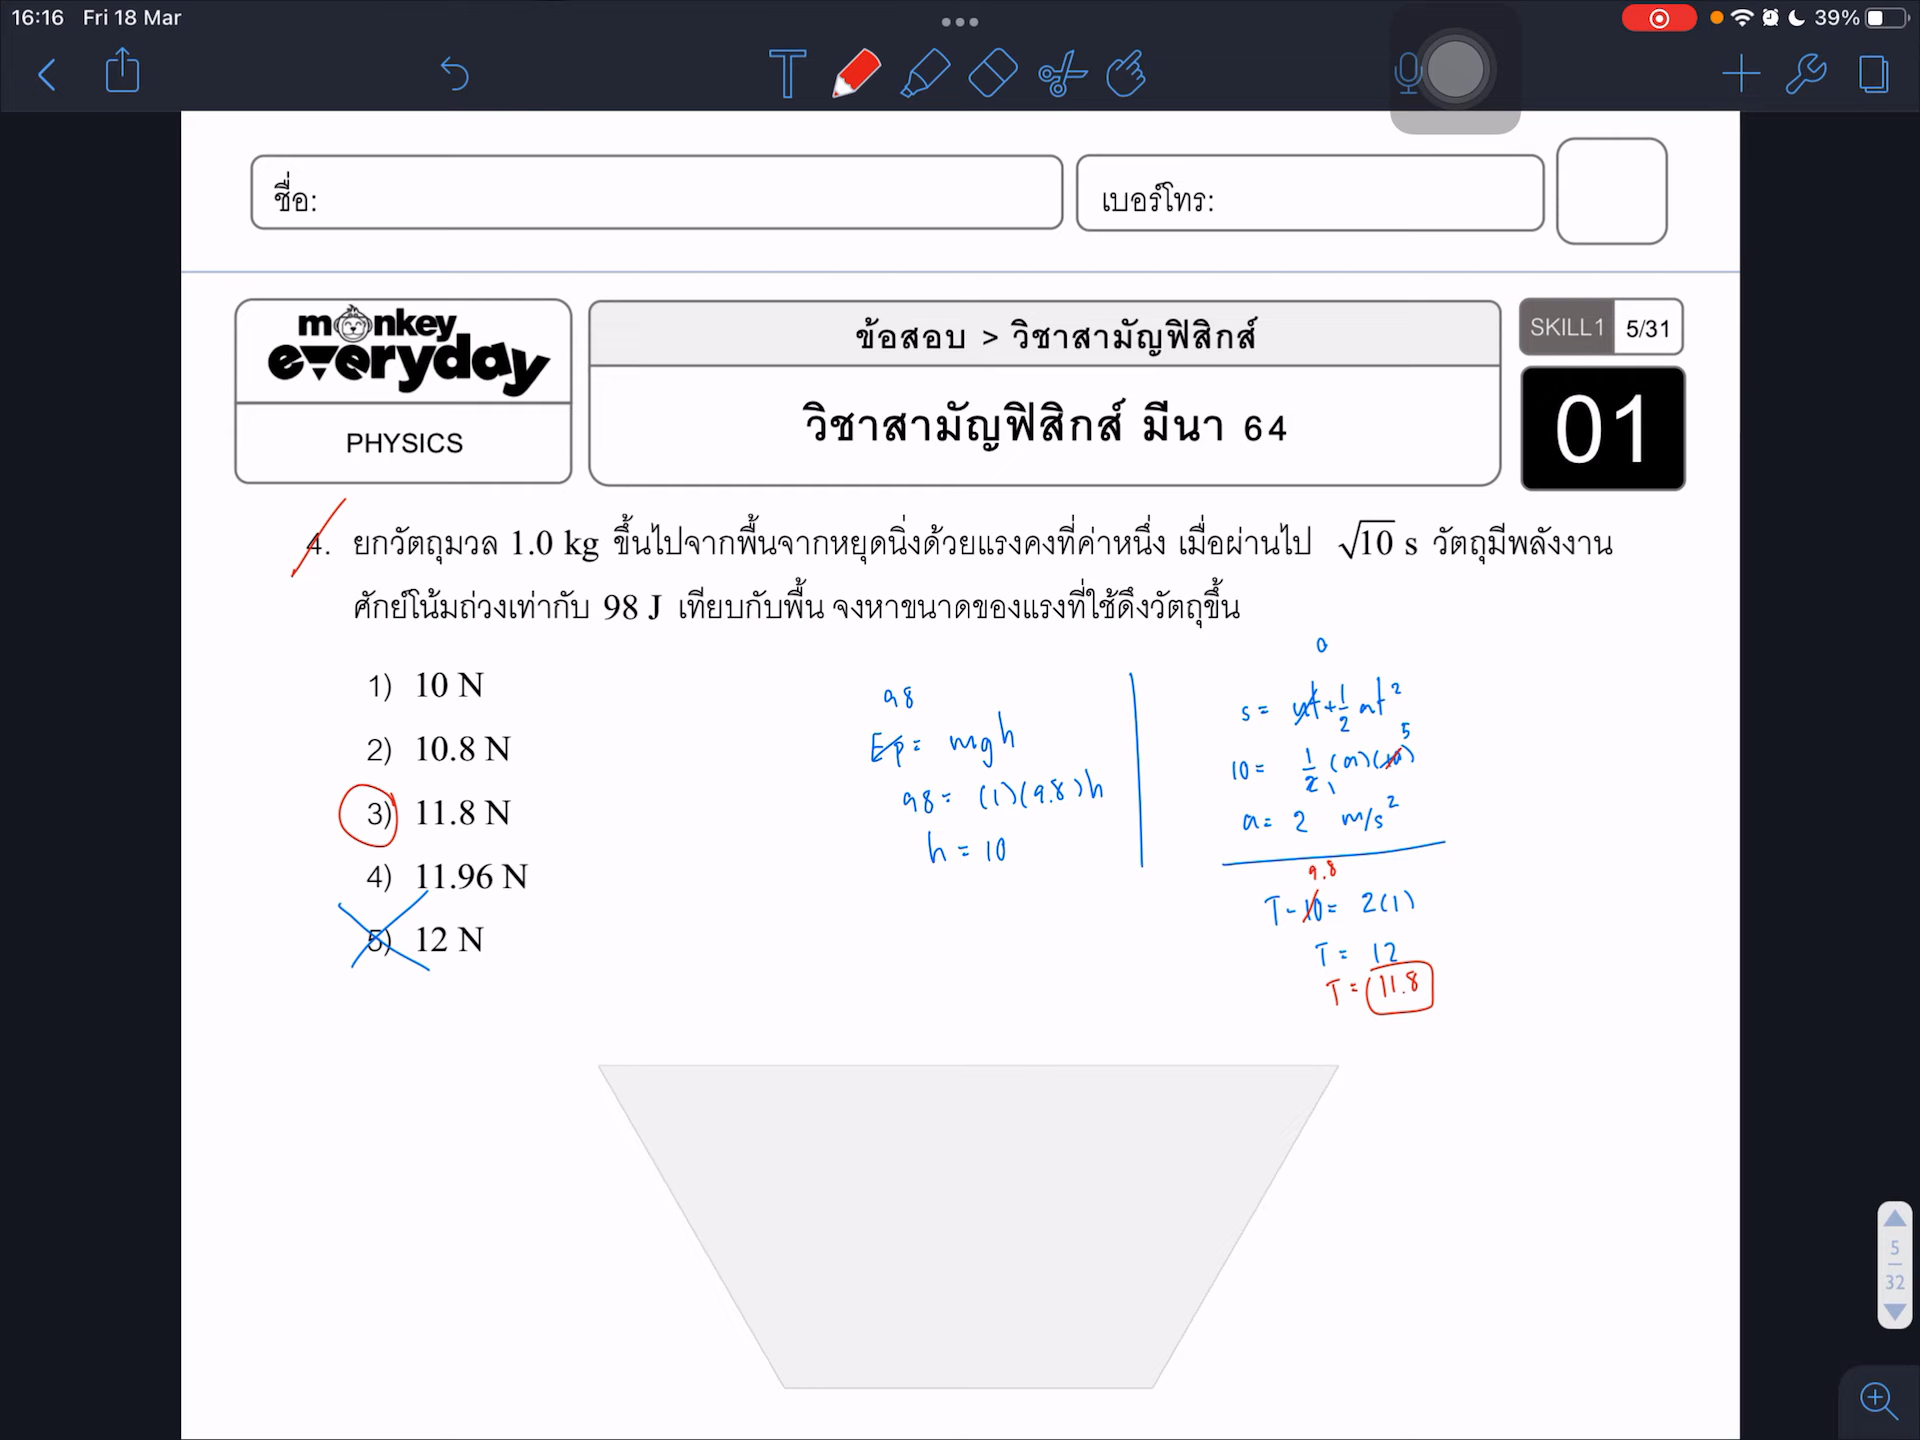 16:16 Fri 18 Mar
39%
ชื่อ:
เบอร์โทร:
monkey
everyday
PHYSICS
ข้อสอบ > วิชาสามัญฟิสิกส์
วิชาสามัญฟิสิกส์ มีนา 64
SKILL1 5/31
01
4. ยกวัตถุมวล 1.0 kg ขึ้นไปจากพื้นจากหยุดนิ่งด้วยแรงคงที่ค่าหนึ่ง เมื่อผ่านไป √10 s วัตถุมีพลังงาน
ศักย์โน้มถ่วงเท่ากับ 98 J เทียบกับพื้น จงหาขนาดของแรงที่ใช้ดึงวัตถุขึ้น
1) 10 N
2) 10.8 N
3) 11.8 N
4) 11.96 N
5) 12 N
98
Ep = mgh
98 = (1)(9.8)h
h = 10
0
s = ut + 1/2 at²
5
10 = 1/2 (a)(10)
1
a = 2 m/s²
9.8
T - 10 = 2(1)
T = 12
T = 11.8
5
32